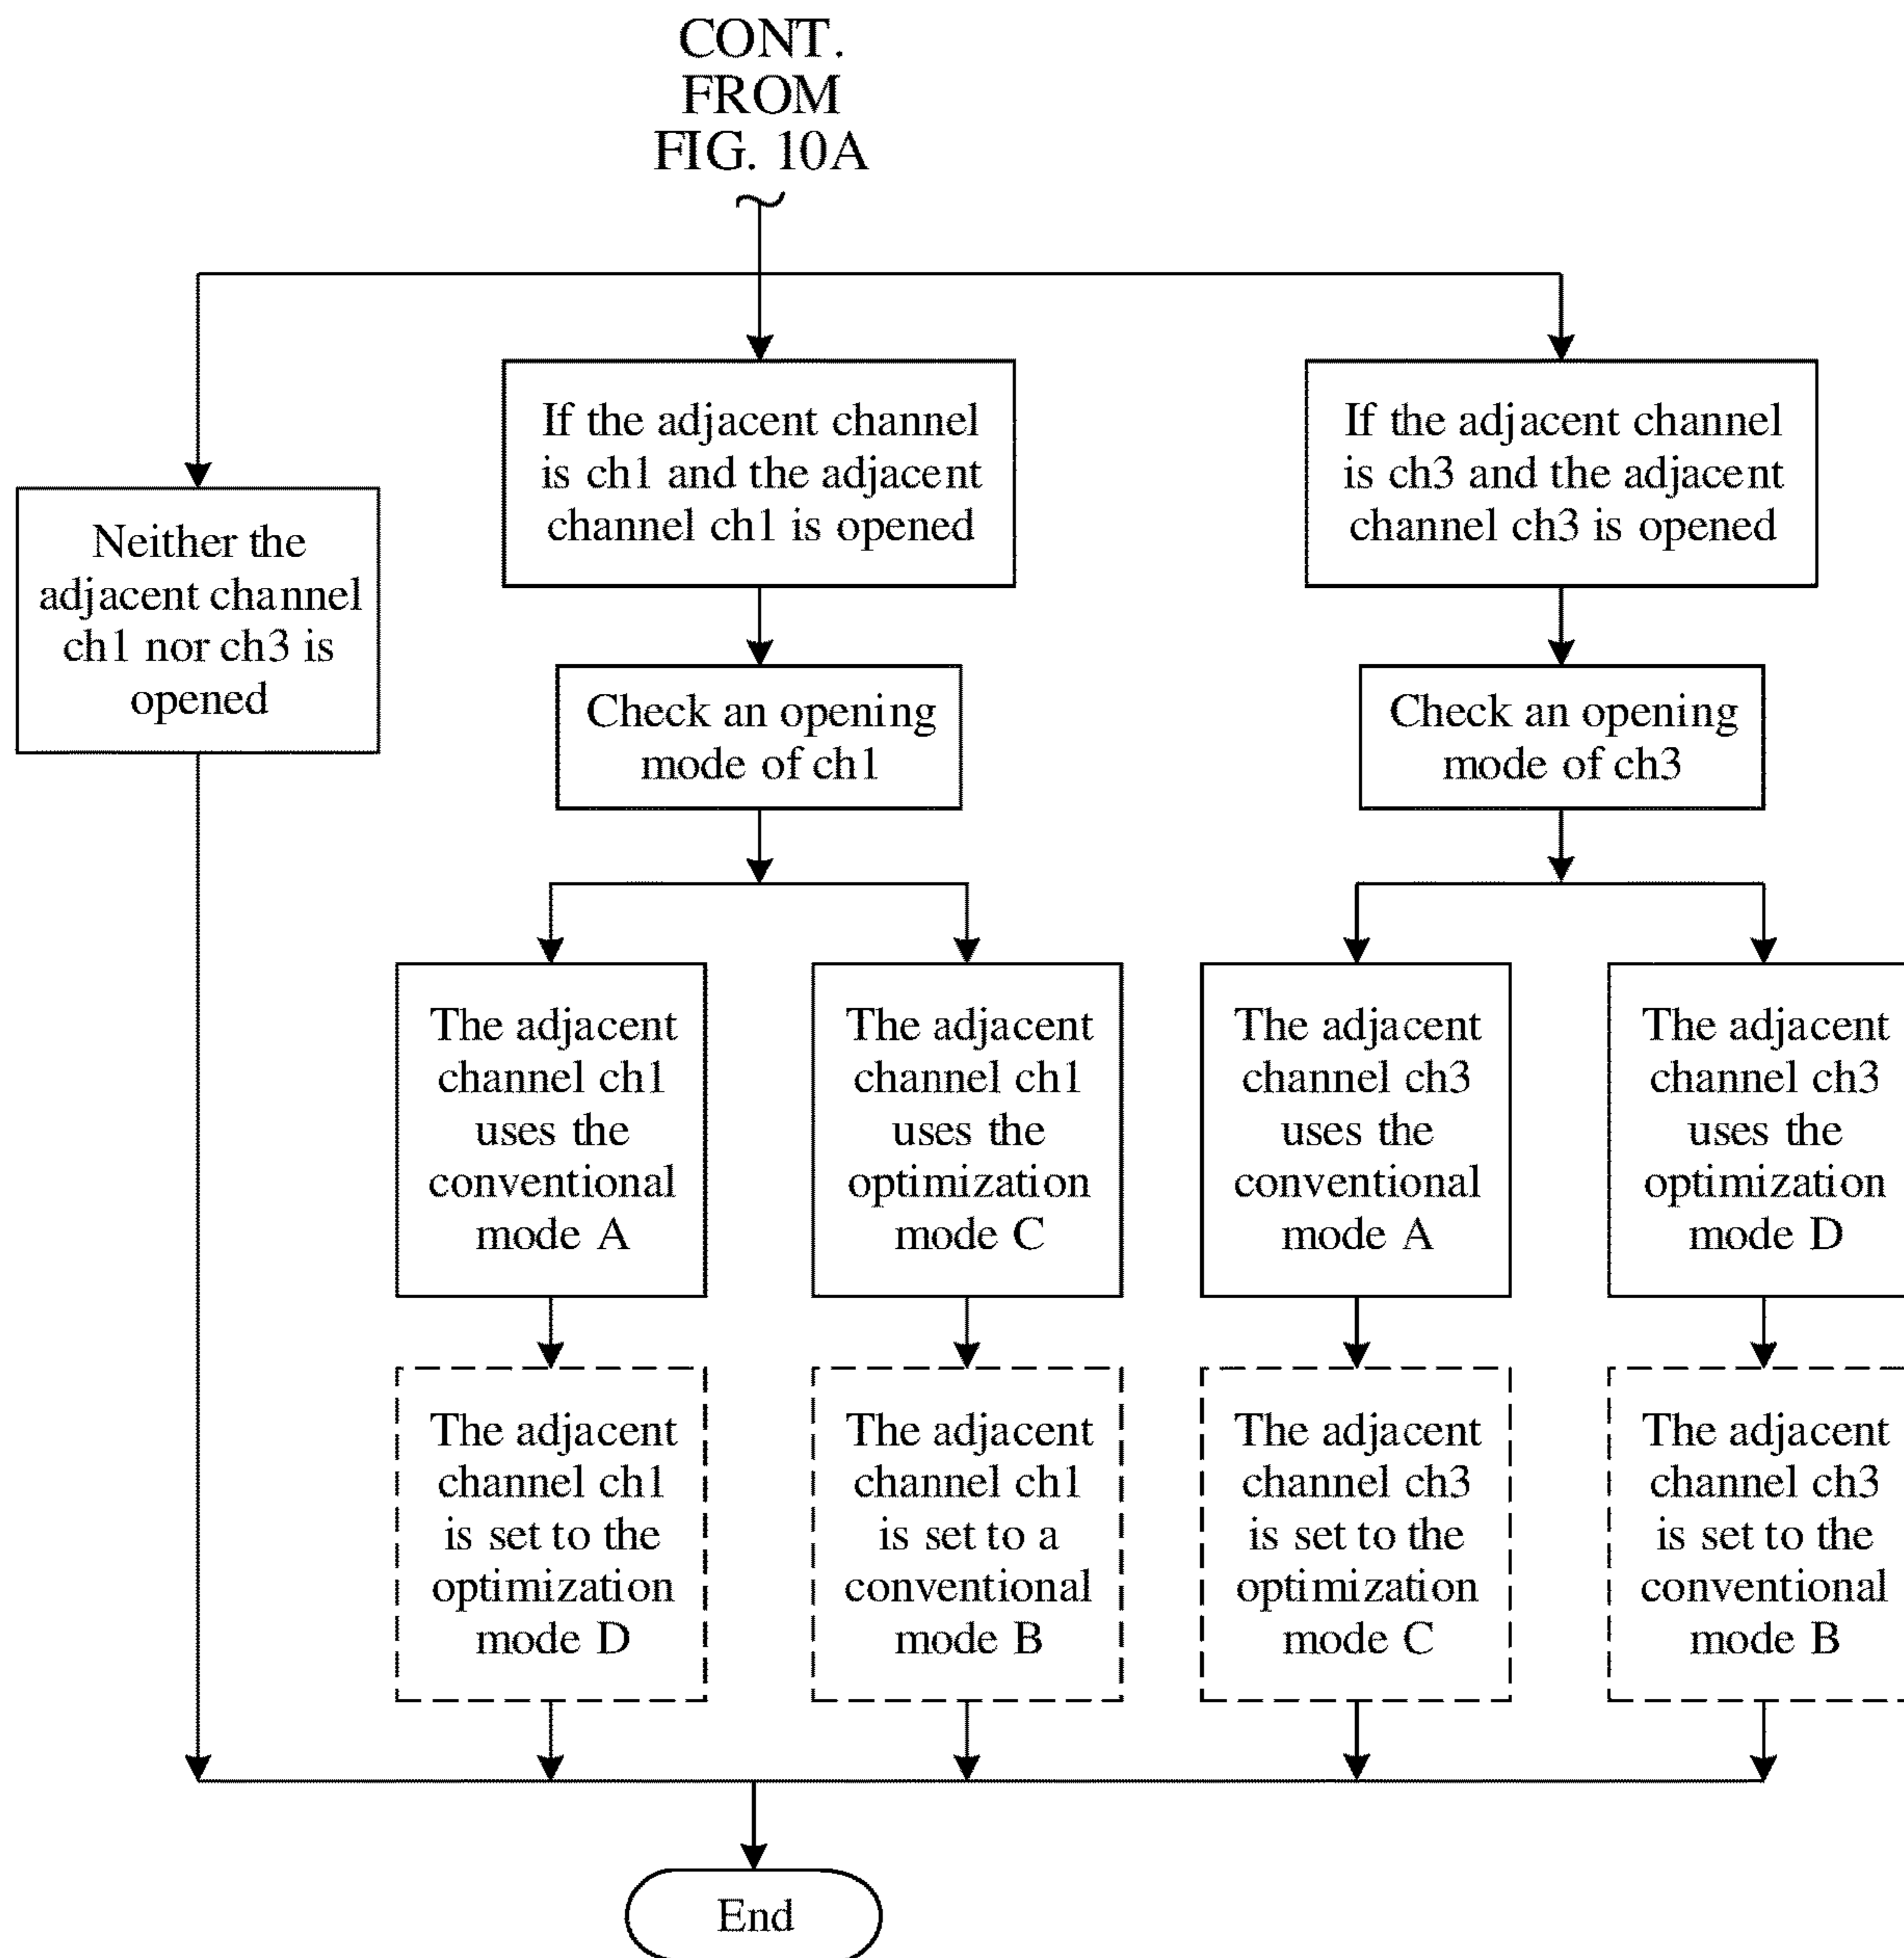 CONT.
FROM
FIG. 10A
If the adjacent channel
is ch1 and the adjacent
channel ch1 is opened
If the adjacent channel
is ch3 and the adjacent
channel ch3 is opened
Neither the
adjacent channel
ch1 nor ch3 is
opened
Check an opening
mode of ch1
Check an opening
mode of ch3
The adjacent
channel ch1
uses the
conventional
mode A
The adjacent
channel ch1
uses the
optimization
mode C
The adjacent
channel ch3
uses the
conventional
mode A
The adjacent
channel ch3
uses the
optimization
mode D
The adjacent
channel ch1
is set to the
optimization
mode D
The adjacent
channel ch1
is set to a
conventional
mode B
The adjacent
channel ch3
is set to the
optimization
mode C
The adjacent
channel ch3
is set to the
conventional
mode B
End